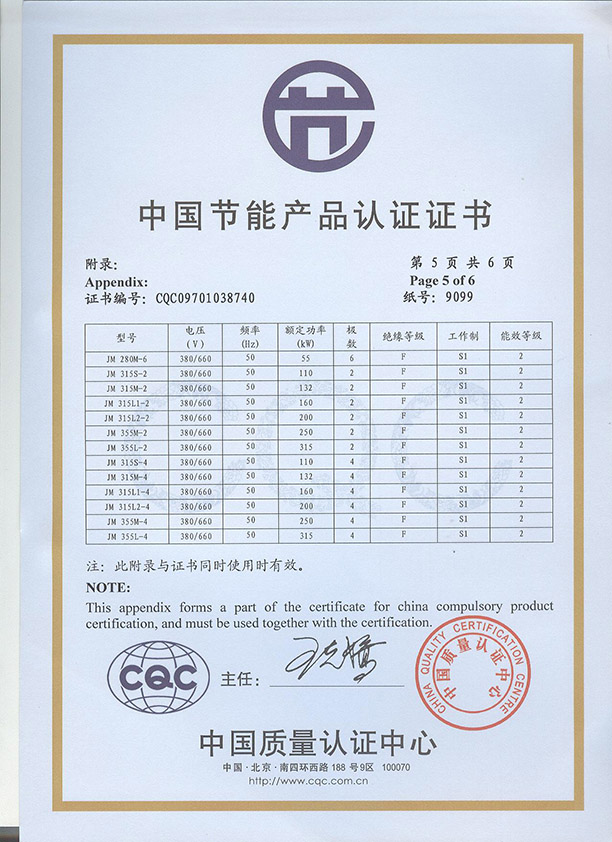 中国节能产品认证证书
附录: 第 5 页 共 6 页
Appendix: Page 5 of 6
证书编号: CQC09701038740 纸号: 9099
型号 电压(V) 频率(Hz) 额定功率(kW) 极数 绝缘等级 工作制 能效等级
JM 280M-6 380/660 50 55 6 F S1 2
JM 315S-2 380/660 50 110 2 F S1 2
JM 315M-2 380/660 50 132 2 F S1 2
JM 315L1-2 380/660 50 160 2 F S1 2
JM 315L2-2 380/660 50 200 2 F S1 2
JM 355M-2 380/660 50 250 2 F S1 2
JM 355L-2 380/660 50 315 2 F S1 2
JM 315S-4 380/660 50 110 4 F S1 2
JM 315M-4 380/660 50 132 4 F S1 2
JM 315L1-4 380/660 50 160 4 F S1 2
JM 315L2-4 380/660 50 200 4 F S1 2
JM 355M-4 380/660 50 250 4 F S1 2
JM 355L-4 380/660 50 315 4 F S1 2
注: 此附录与证书同时使用时有效。
NOTE:
This appendix forms a part of the certificate for china compulsory product
certification, and must be used together with the certification.
CQC
主任:
CHINA QUALITY CERTIFICATION CENTRE
中国质量认证中心
中国质量认证中心
中国·北京·南四环西路 188 号9区 100070
http://www.cqc.com.cn